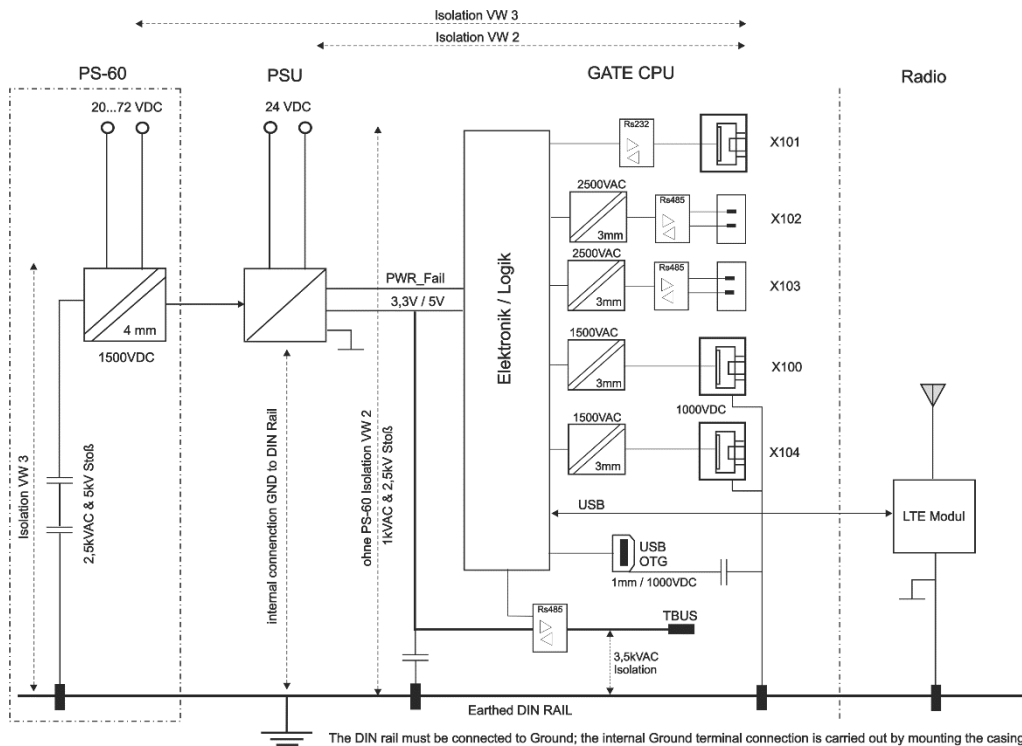 Isolation VW 3
Isolation VW 2
PS-60
PSU
GATE CPU
Radio
20...72 VDC
24 VDC
Rs232
X101
2500VAC
3mm
Rs485
X102
2500VAC
3mm
Rs485
X103
PWR_Fail
3,3V / 5V
4 mm
1500VDC
Elektronik / Logik
1500VAC
3mm
X100
1000VDC
1500VAC
3mm
X104
Isolation VW 3
2,5kVAC & 5kV Stoß
internal connenction GND to DIN Rail
ohne PS-60 Isolation VW 2
1kVAC & 2,5kV Stoß
USB
LTE Modul
USB
OTG
1mm / 1000VDC
Rs485
TBUS
3,5kVAC
Isolation
Earthed DIN RAIL
The DIN rail must be connected to Ground; the internal Ground terminal connection is carried out by mounting the casing